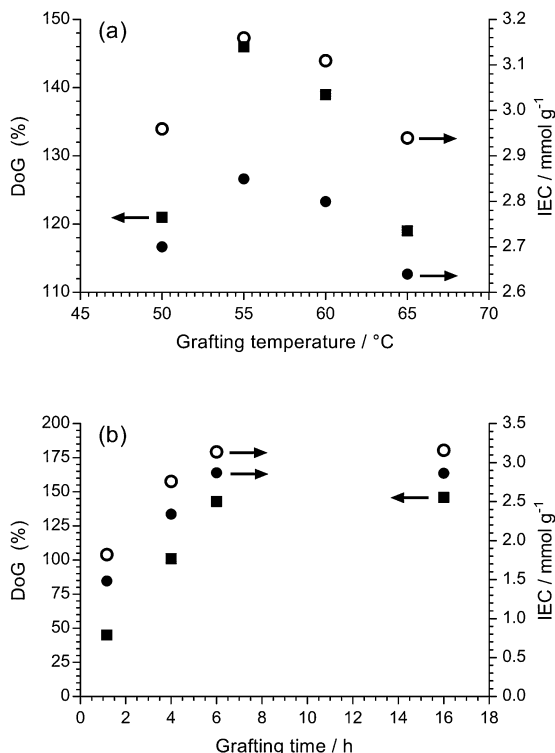 (a)
150
140
130
120
110
DoG (%)
3.2
3.1
3.0
2.9
2.8
2.7
2.6
IEC / mmol g⁻¹
45 50 55 60 65 70
Grafting temperature / °C
(b)
200
175
150
125
100
75
50
25
0
DoG (%)
3.5
3.0
2.5
2.0
1.5
1.0
0.5
0.0
IEC / mmol g⁻¹
0 2 4 6 8 10 12 14 16 18
Grafting time / h